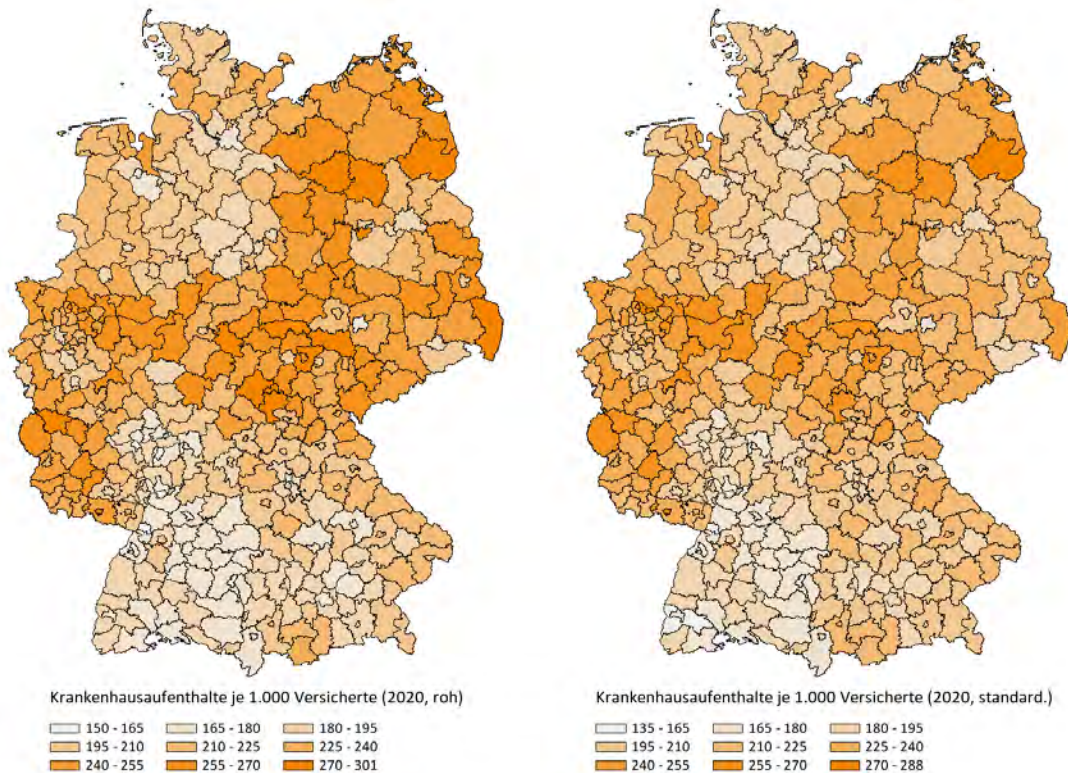 Krankenhausaufenthalte je 1.000 Versicherte (2020, roh)
150 - 165 165 - 180 180 - 195
195 - 210 210 - 225 225 - 240
240 - 255 255 - 270 270 - 301
Krankenhausaufenthalte je 1.000 Versicherte (2020, standard.)
135 - 165 165 - 180 180 - 195
195 - 210 210 - 225 225 - 240
240 - 255 255 - 270 270 - 288